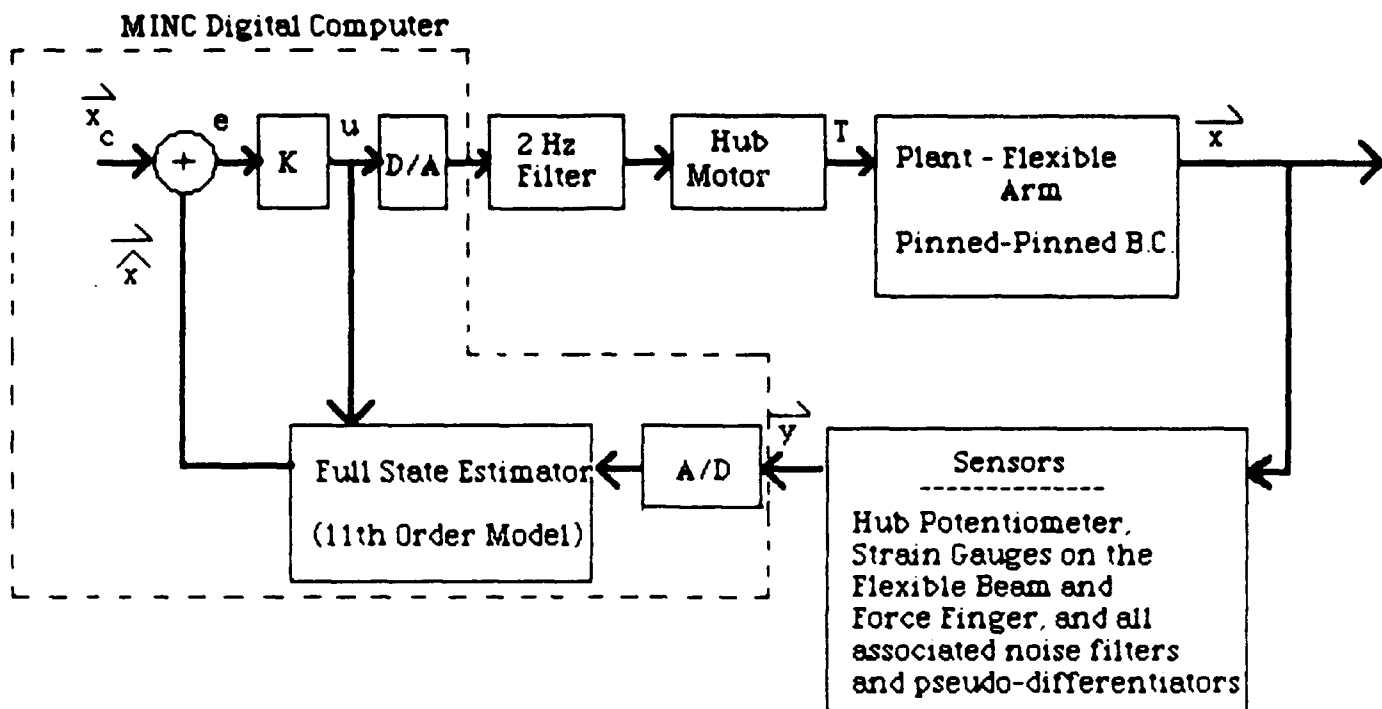 MINC Digital Computer
x
c
e
u
T
x
+
K
D/A
2 Hz
Filter
Hub
Motor
Plant - Flexible
Arm
Pinned-Pinned B.C.
x̂
y
Full State Estimator
(11th Order Model)
A/D
Sensors
Hub Potentiometer,
Strain Gauges on the
Flexible Beam and
Force Finger, and all
associated noise filters
and pseudo-differentiators